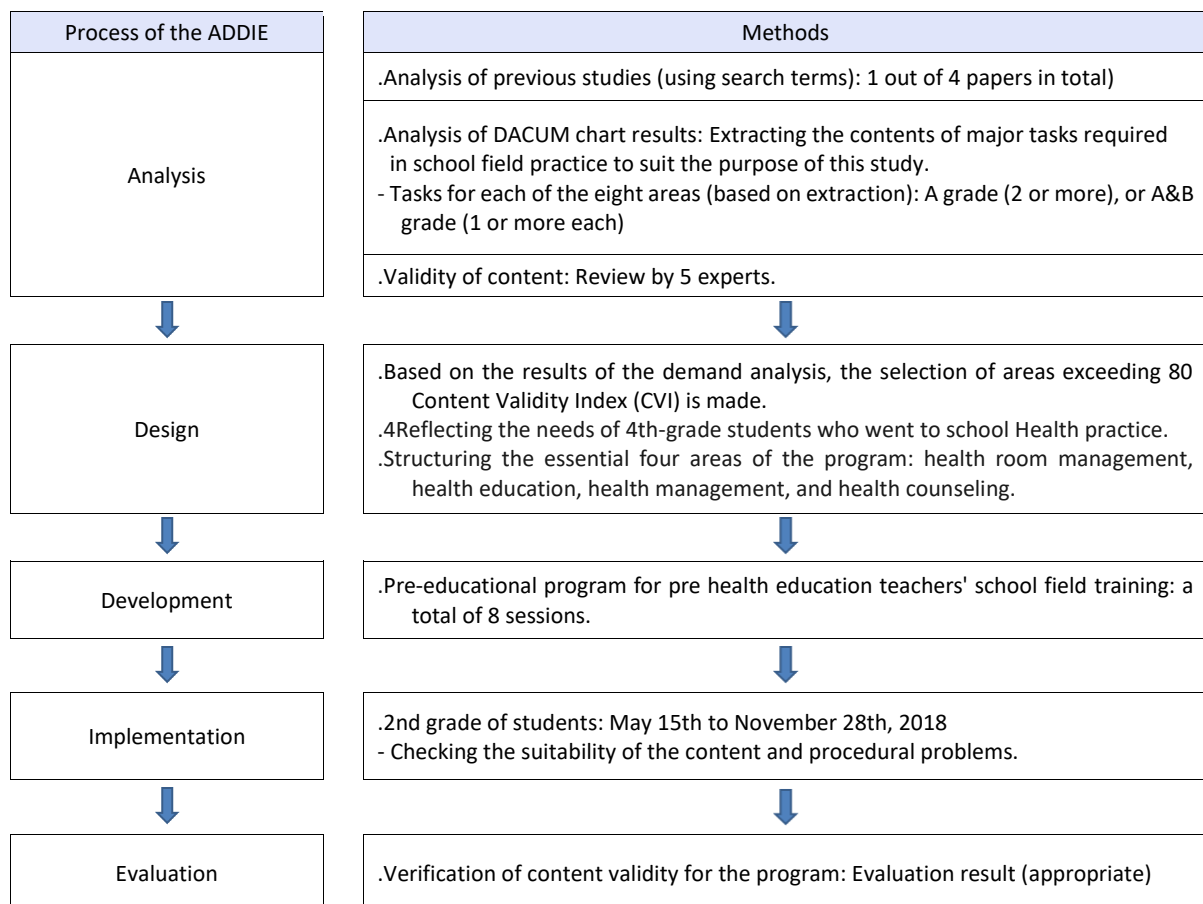 Process of the ADDIE
Methods
Analysis
.Analysis of previous studies (using search terms): 1 out of 4 papers in total)
.Analysis of DACUM chart results: Extracting the contents of major tasks required
in school field practice to suit the purpose of this study.
- Tasks for each of the eight areas (based on extraction): A grade (2 or more), or A&B
grade (1 or more each)
.Validity of content: Review by 5 experts.
Design
.Based on the results of the demand analysis, the selection of areas exceeding 80
Content Validity Index (CVI) is made.
.4Reflecting the needs of 4th-grade students who went to school Health practice.
.Structuring the essential four areas of the program: health room management,
health education, health management, and health counseling.
Development
.Pre-educational program for pre health education teachers' school field training: a
total of 8 sessions.
Implementation
.2nd grade of students: May 15th to November 28th, 2018
- Checking the suitability of the content and procedural problems.
Evaluation
.Verification of content validity for the program: Evaluation result (appropriate)